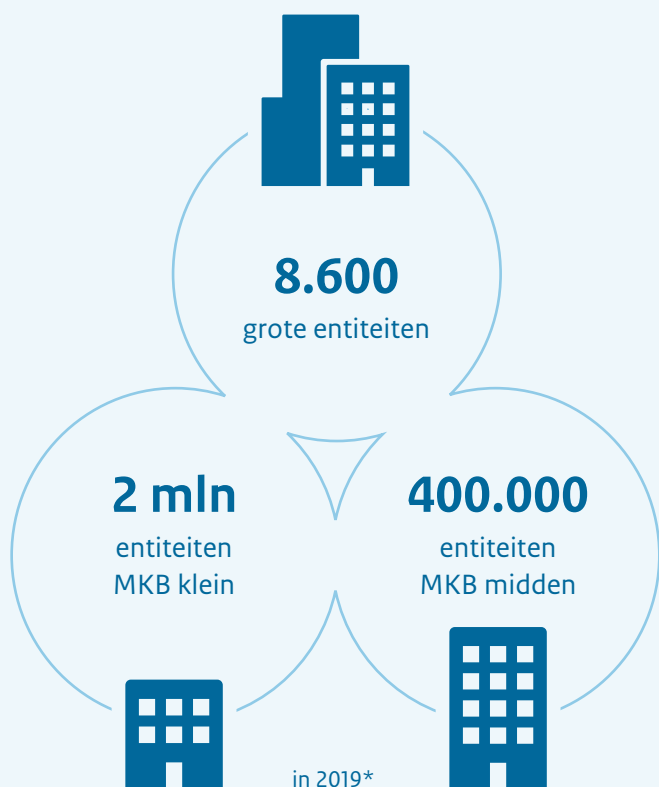 8.600
grote entiteiten
2 mln
entiteiten
MKB klein
400.000
entiteiten
MKB midden
in 2019*